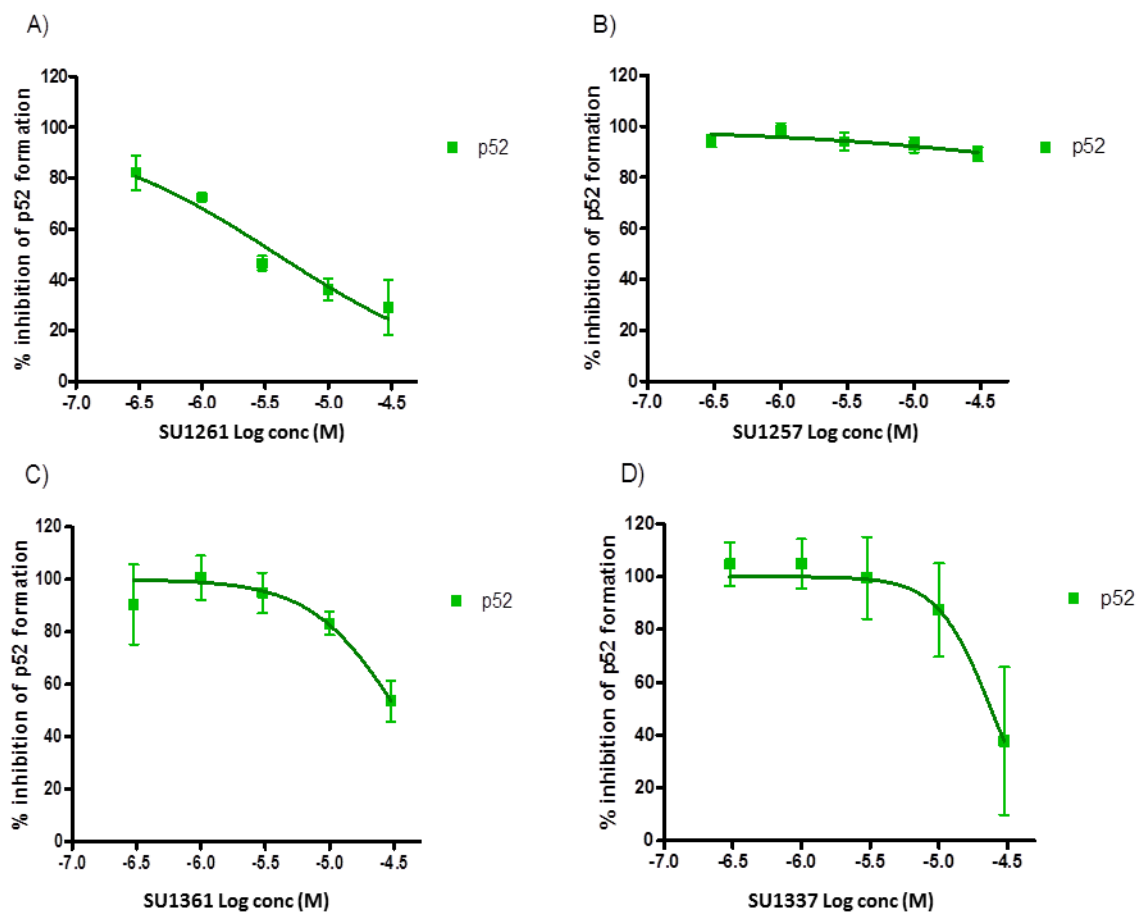 A)
% inhibition of p52 formation
120
100
80
60
40
20
0
-7.0 -6.5 -6.0 -5.5 -5.0 -4.5
SU1261 Log conc (M)
p52
B)
% inhibition of p52 formation
120
100
80
60
40
20
0
-7.0 -6.5 -6.0 -5.5 -5.0 -4.5
SU1257 Log conc (M)
p52
C)
% inhibition of p52 formation
120
100
80
60
40
20
0
-7.0 -6.5 -6.0 -5.5 -5.0 -4.5
SU1361 Log conc (M)
p52
D)
% inhibition of p52 formation
120
100
80
60
40
20
0
-7.0 -6.5 -6.0 -5.5 -5.0 -4.5
SU1337 Log conc (M)
p52